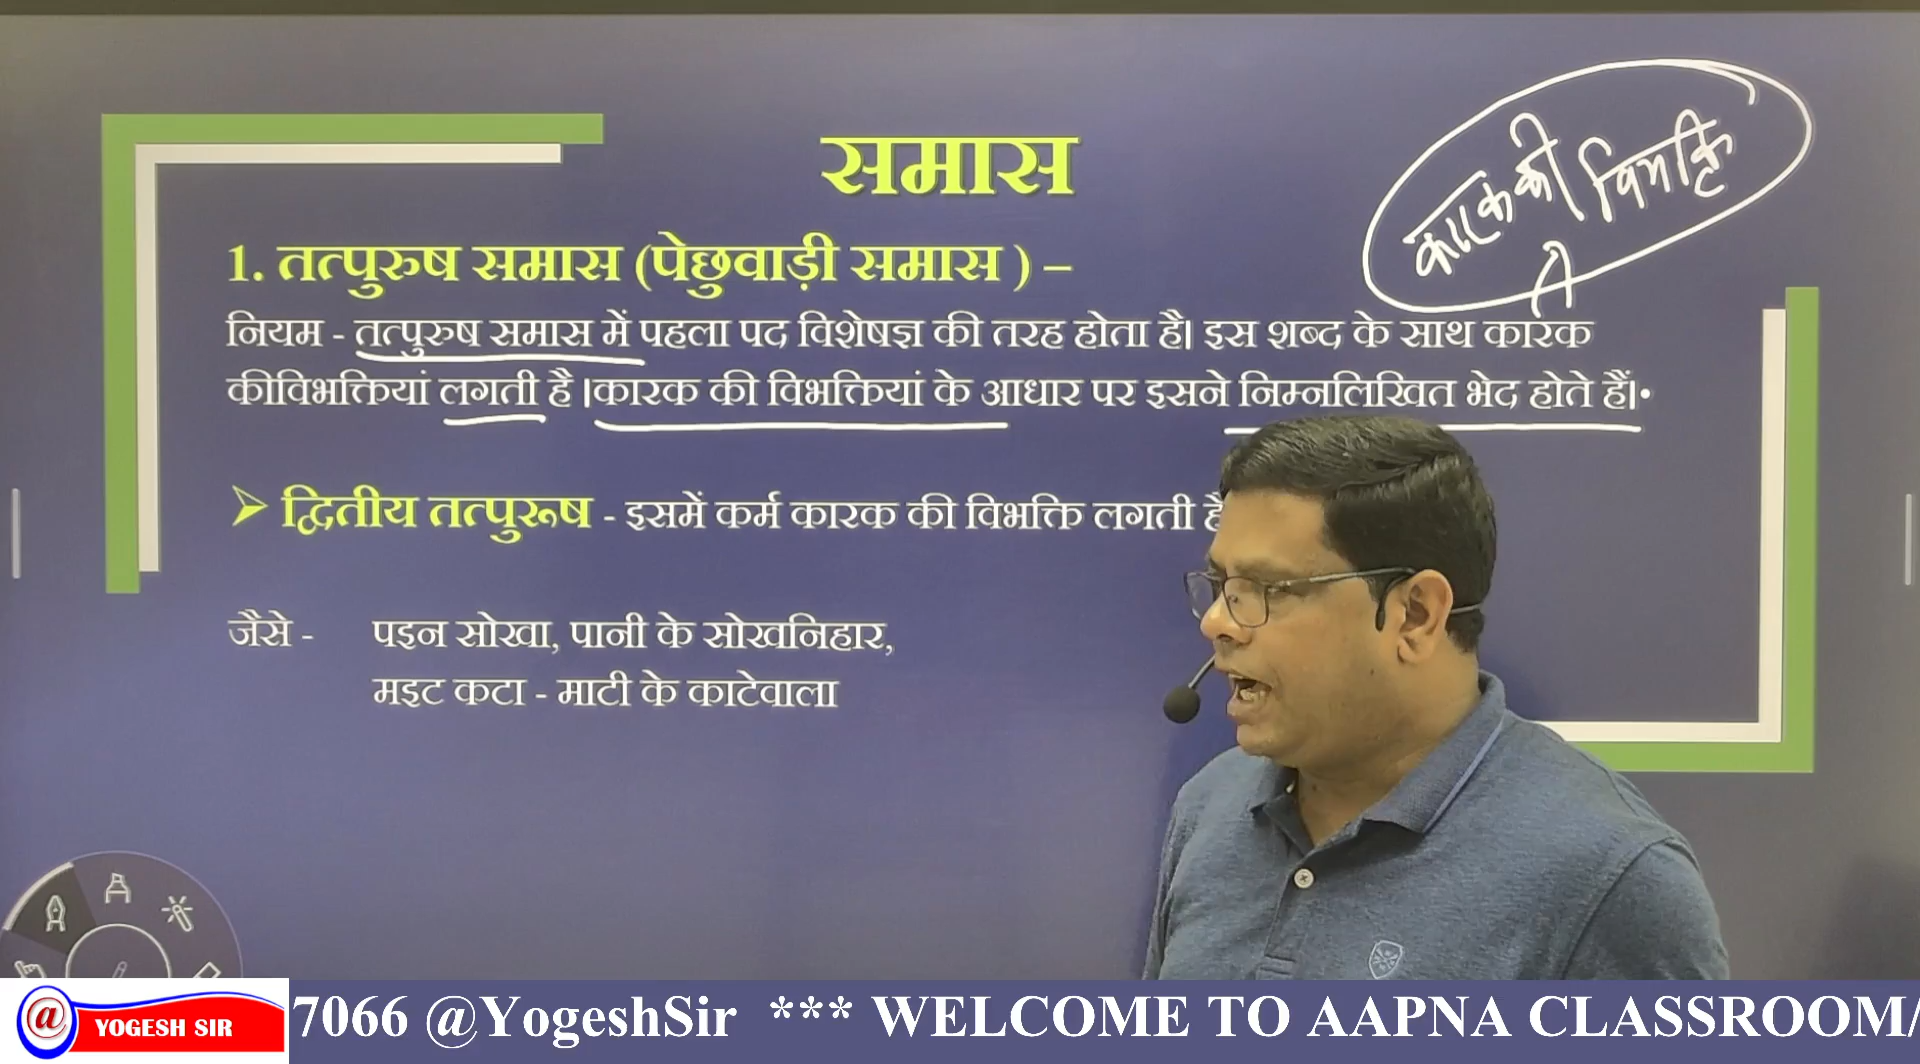 समास
कारक की विभक्ति
1. तत्पुरुष समास (पेछुवाड़ी समास ) –
नियम - तत्पुरुष समास में पहला पद विशेषज्ञ की तरह होता है। इस शब्द के साथ कारक
कीविभक्तियां लगती है ।कारक की विभक्तियां के आधार पर इसने निम्नलिखित भेद होते हैं।•
➢ द्वितीय तत्पुरूष - इसमें कर्म कारक की विभक्ति लगती है
जैसे - पइन सोखा, पानी के सोखनिहार,
मइट कटा - माटी के काटेवाला
@ YOGESH SIR
7066 @YogeshSir *** WELCOME TO AAPNA CLASSROOM/